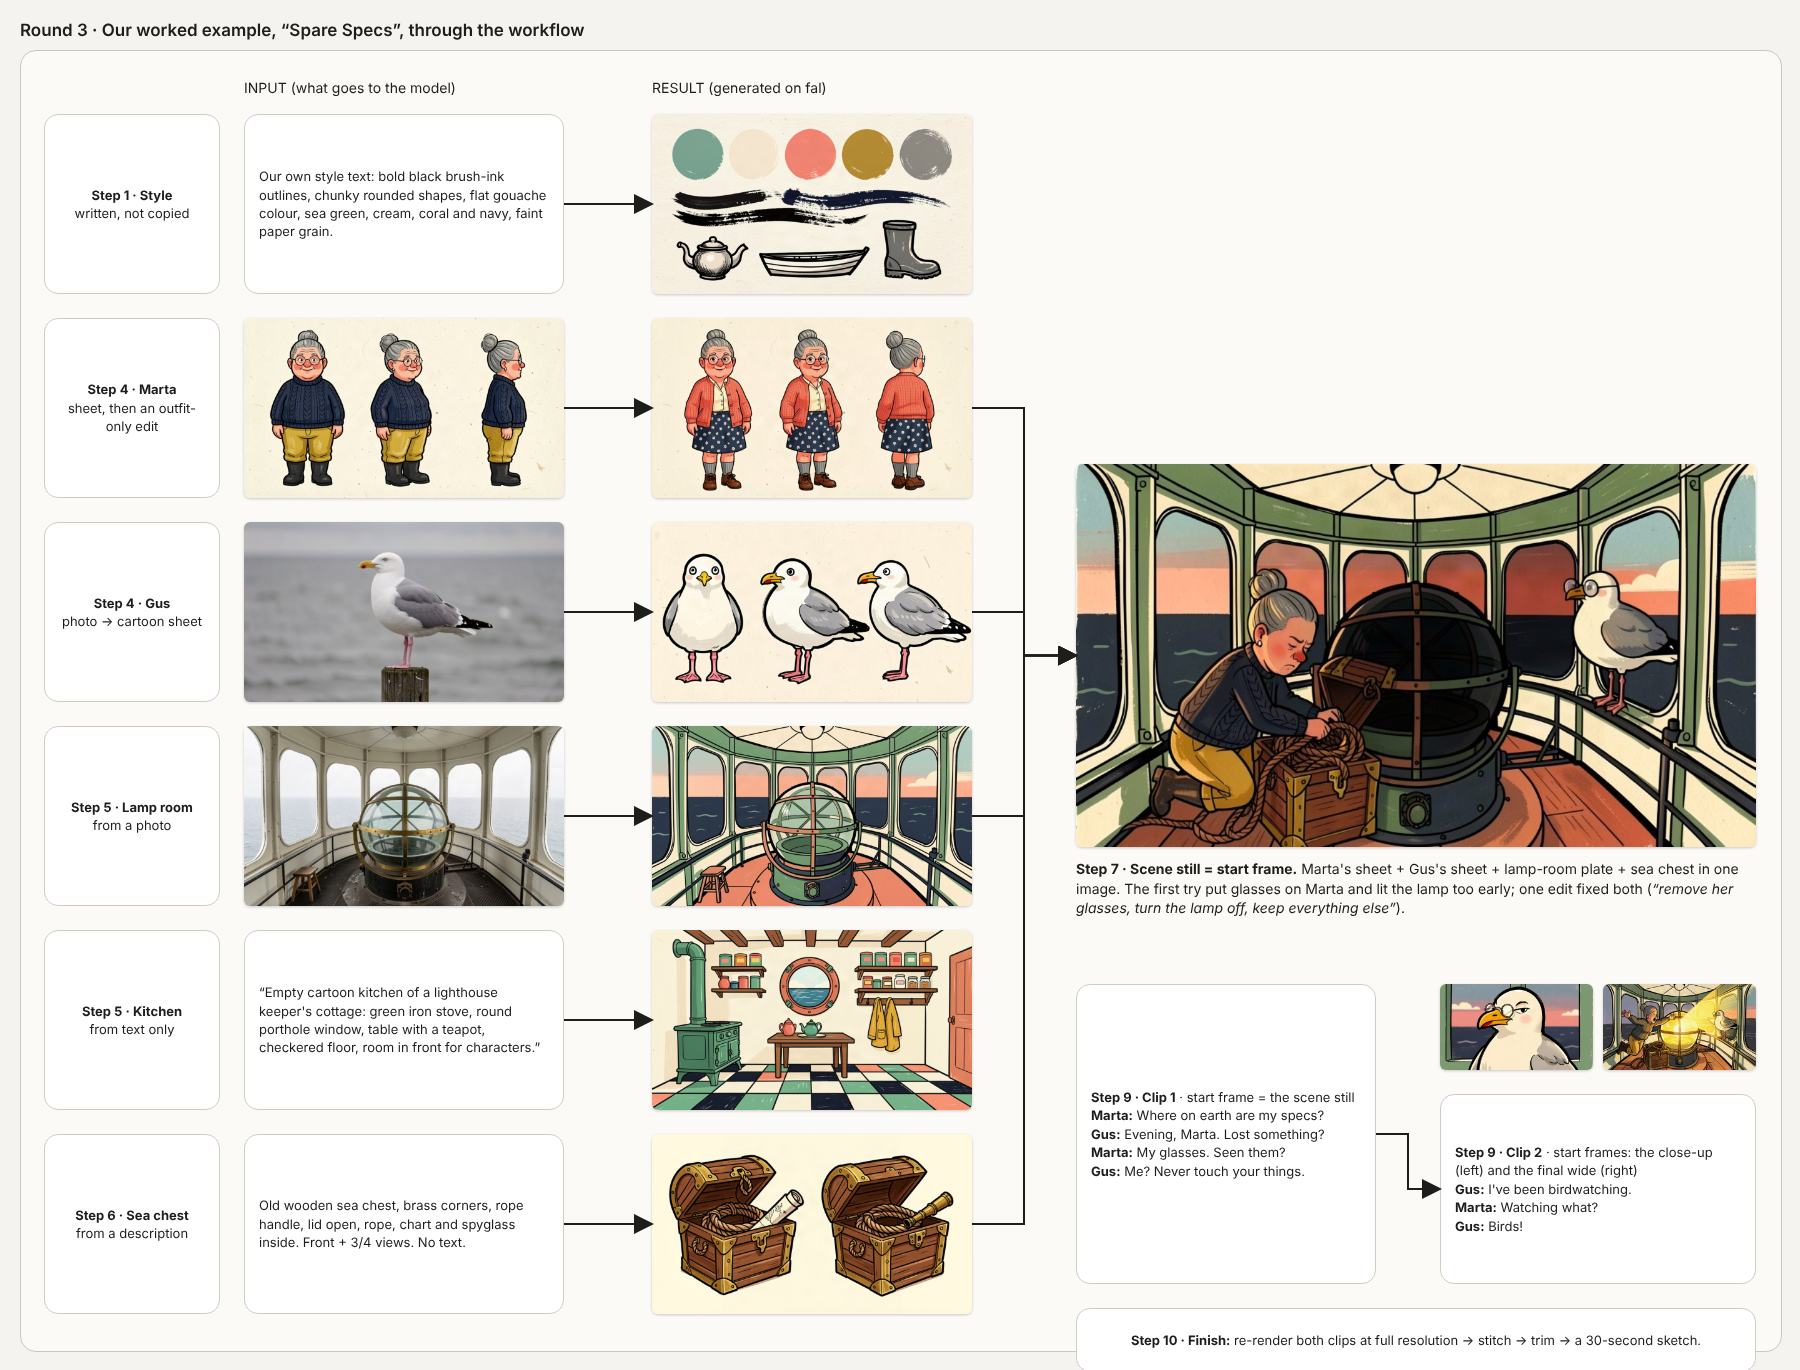 Round 3 · Our worked example, “Spare Specs”, through the workflow
INPUT (what goes to the model)
RESULT (generated on fal)
Step 1 · Style
written, not copied
Our own style text: bold black brush-ink
outlines, chunky rounded shapes, flat gouache
colour, sea green, cream, coral and navy, faint
paper grain.
Step 4 · Marta
sheet, then an outfit-
only edit
Step 4 · Gus
photo → cartoon sheet
Step 5 · Lamp room
from a photo
Step 5 · Kitchen
from text only
“Empty cartoon kitchen of a lighthouse
keeper's cottage: green iron stove, round
porthole window, table with a teapot,
checkered floor, room in front for characters.”
Step 6 · Sea chest
from a description
Old wooden sea chest, brass corners, rope
handle, lid open, rope, chart and spyglass
inside. Front + 3/4 views. No text.
Step 7 · Scene still = start frame. Marta's sheet + Gus's sheet + lamp-room plate + sea chest in one
image. The first try put glasses on Marta and lit the lamp too early; one edit fixed both (“remove her
glasses, turn the lamp off, keep everything else”).
Step 9 · Clip 1 · start frame = the scene still
Marta: Where on earth are my specs?
Gus: Evening, Marta. Lost something?
Marta: My glasses. Seen them?
Gus: Me? Never touch your things.
Step 9 · Clip 2 · start frames: the close-up
(left) and the final wide (right)
Gus: I've been birdwatching.
Marta: Watching what?
Gus: Birds!
Step 10 · Finish: re-render both clips at full resolution → stitch → trim → a 30-second sketch.